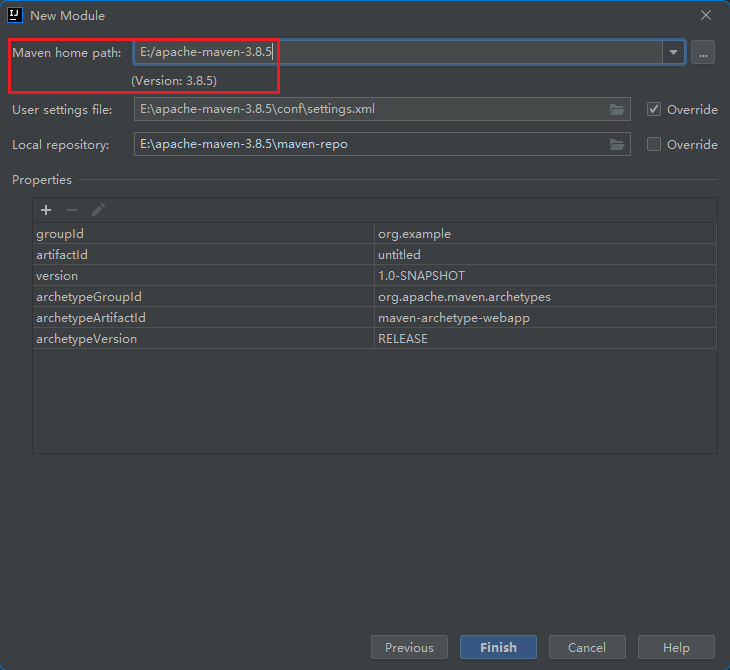 IJ New Module
Maven home path: E:/apache-maven-3.8.5 ...
(Version: 3.8.5)
User settings file: E:\apache-maven-3.8.5\conf\settings.xml Override
Local repository: E:\apache-maven-3.8.5\maven-repo Override
Properties
groupId org.example
artifactId untitled
version 1.0-SNAPSHOT
archetypeGroupId org.apache.maven.archetypes
archetypeArtifactId maven-archetype-webapp
archetypeVersion RELEASE
Previous Finish Cancel Help